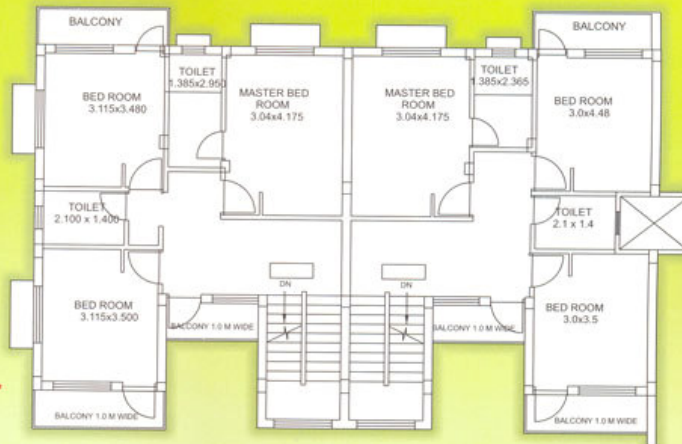 BALCONY
BALCONY
TOILET
1.385x2.950
TOILET
1.385x2.365
BED ROOM
3.115x3.480
MASTER BED
ROOM
3.04x4.175
MASTER BED
ROOM
3.04x4.175
BED ROOM
3.0x4.48
TOILET
2.100 x 1.400
TOILET
2.1 x 1.4
DN
DN
BED ROOM
3.115x3.500
BED ROOM
3.0x3.5
BALCONY 1.0 M WIDE
BALCONY 1.0 M WIDE
BALCONY 1.0 M WIDE
BALCONY 1.0 M WIDE